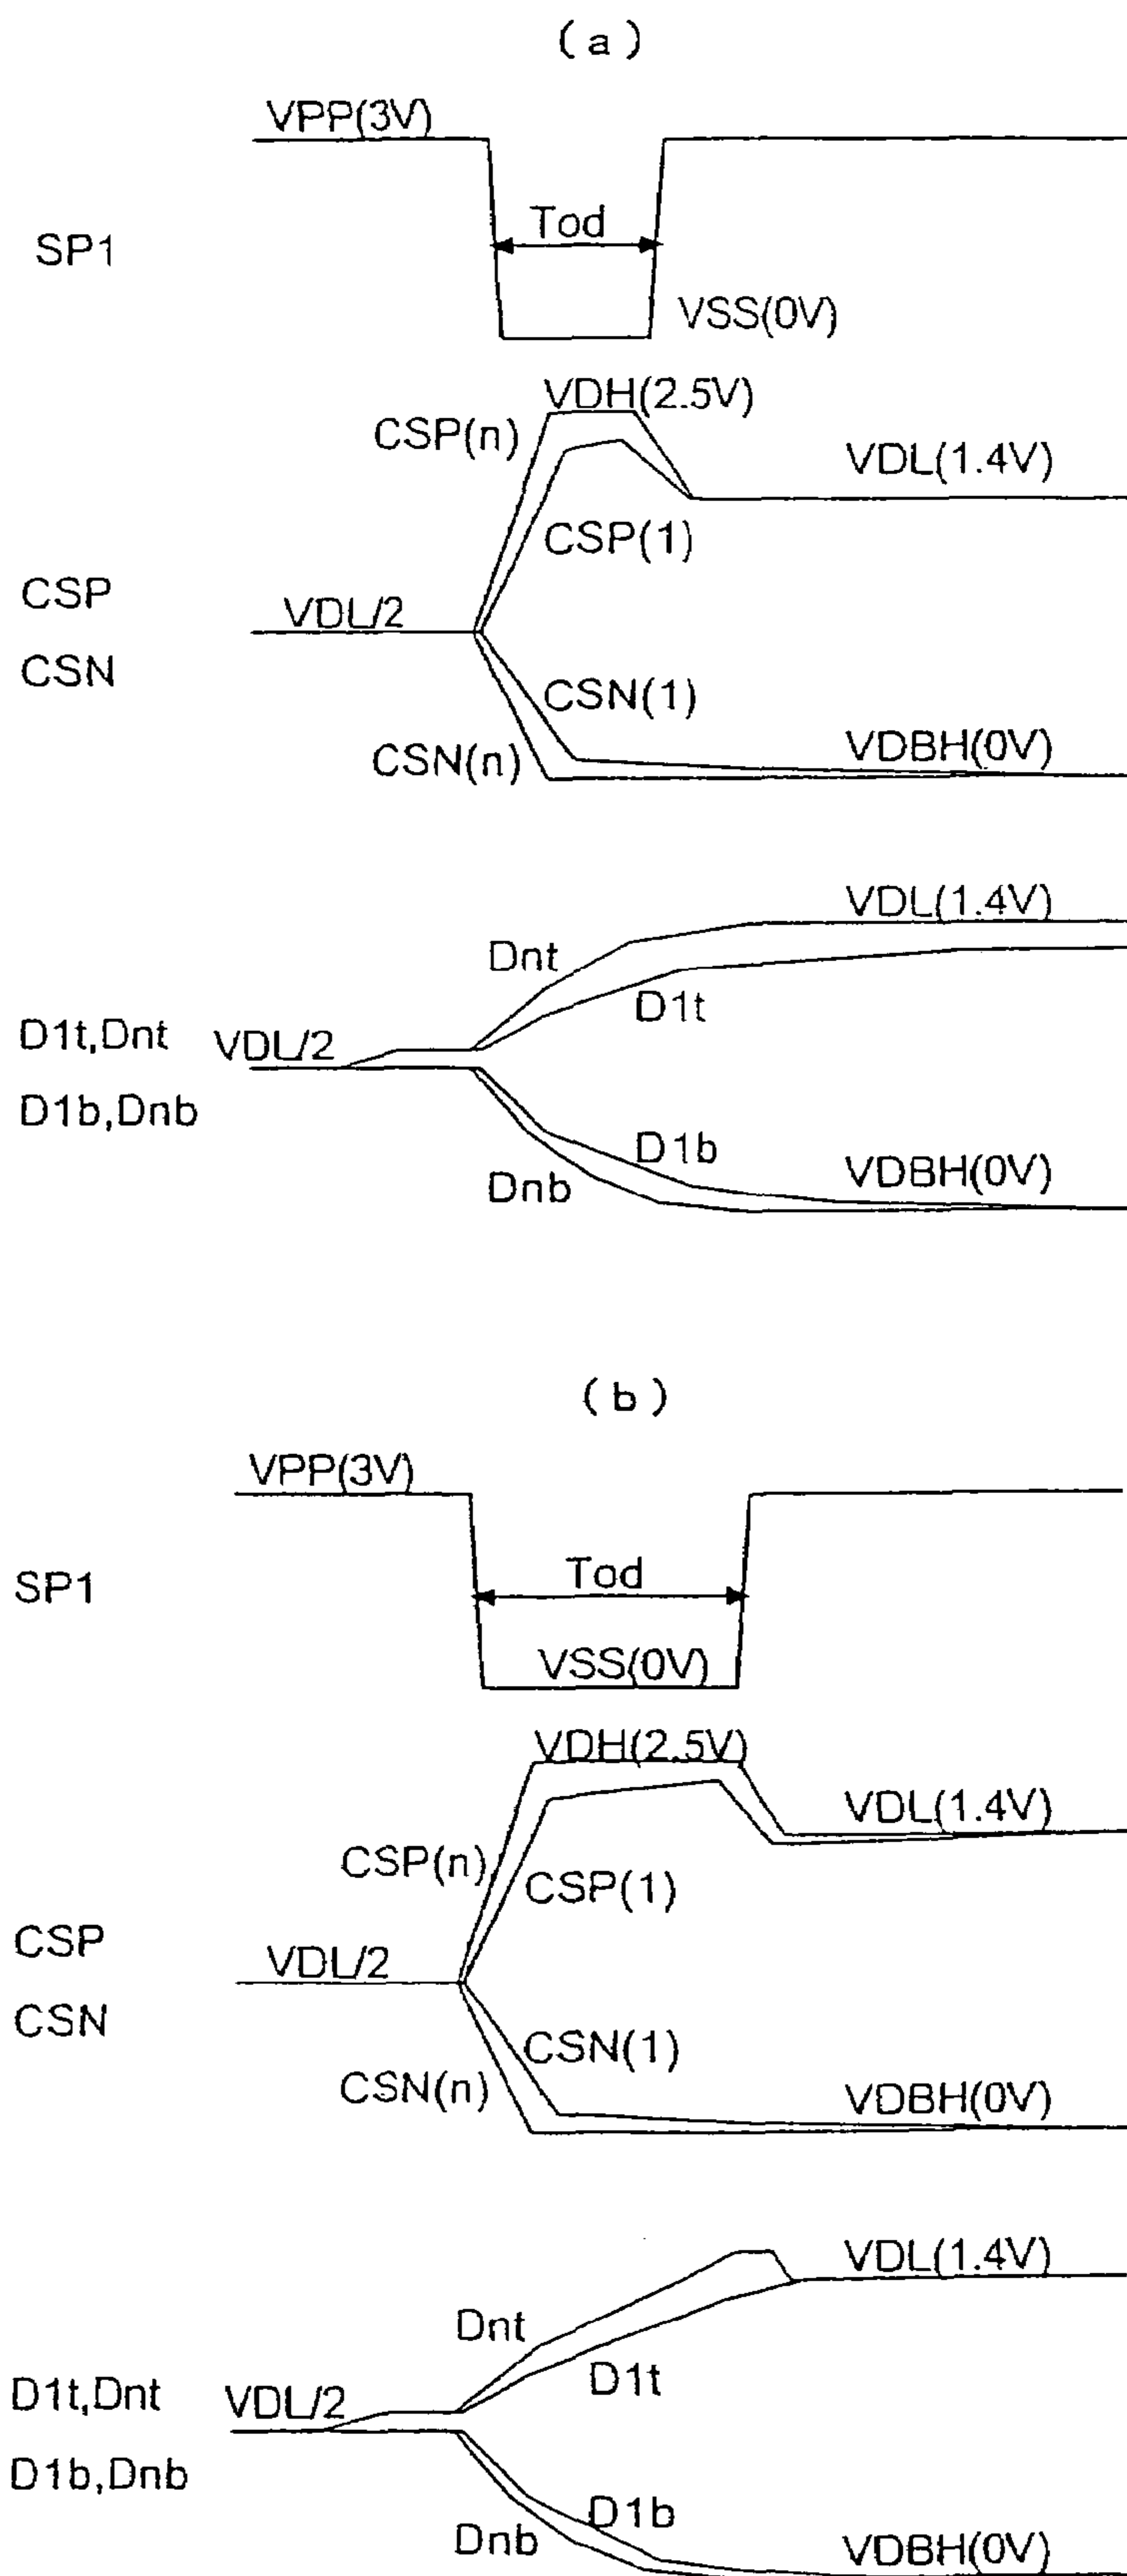 (a)
VPP(3V)
SP1
Tod
VSS(0V)
VDH(2.5V)
CSP(n)
VDL(1.4V)
CSP(1)
CSP
VDL/2
CSN
CSN(1)
CSN(n)
VDBH(0V)
VDL(1.4V)
Dnt
D1t
D1t,Dnt
VDL/2
D1b,Dnb
D1b
Dnb
VDBH(0V)
(b)
VPP(3V)
SP1
Tod
VSS(0V)
VDH(2.5V)
VDL(1.4V)
CSP(n)
CSP(1)
CSP
VDL/2
CSN
CSN(1)
CSN(n)
VDBH(0V)
VDL(1.4V)
Dnt
D1t
D1t,Dnt
VDL/2
D1b,Dnb
D1b
Dnb
VDBH(0V)